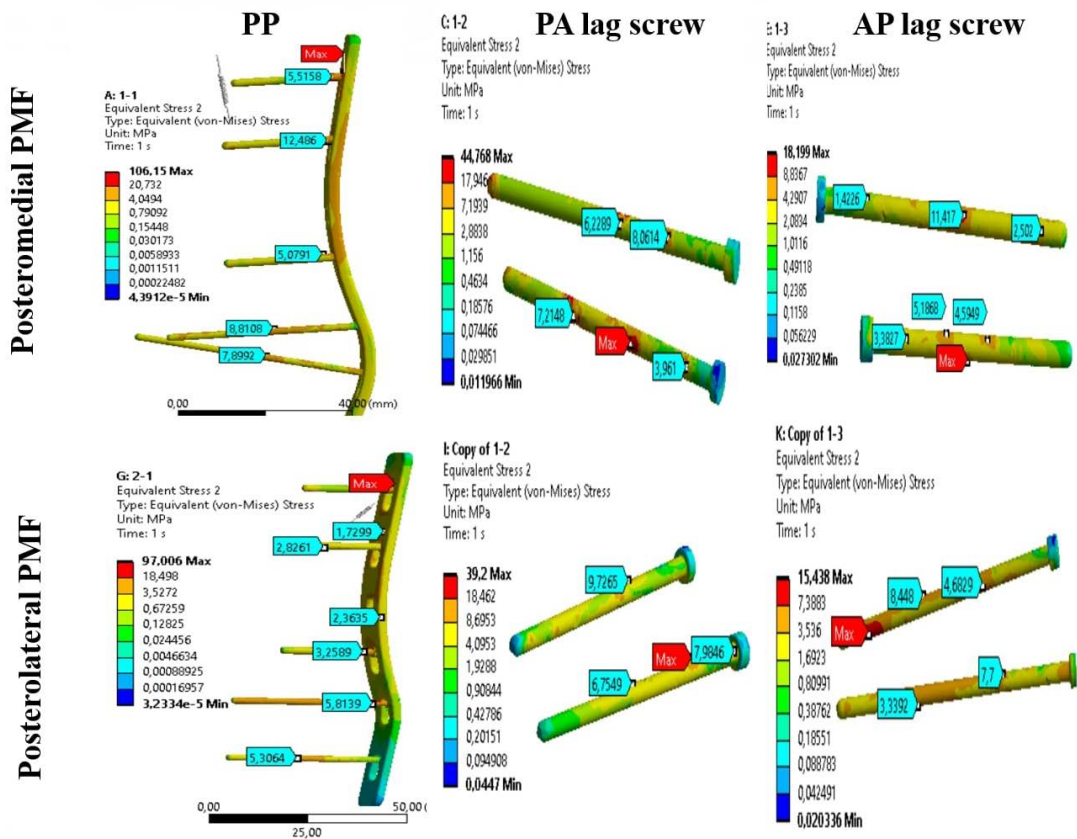 PP
PA lag screw
AP lag screw
Posteromedial PMF
A: 1-1
Equivalent Stress 2
Type: Equivalent (von-Mises) Stress
Unit: MPa
Time: 1 s
106,15 Max
20,732
4,0494
0,79092
0,15448
0,030173
0,0058933
0,0011511
0,00022482
4,3912e-5 Min
Max
5,5158
12,486
5,0791
8,8108
7,8992
0,00
40,00 (mm)
C: 1-2
Equivalent Stress 2
Type: Equivalent (von-Mises) Stress
Unit: MPa
Time: 1 s
44,768 Max
17,946
7,1939
2,8838
1,156
0,4634
0,18576
0,074466
0,029851
0,011966 Min
6,2289
8,0614
7,2148
Max
3,961
E: 1-3
Equivalent Stress 2
Type: Equivalent (von-Mises) Stress
Unit: MPa
Time: 1 s
18,199 Max
8,8367
4,2907
2,0834
1,0116
0,49118
0,2385
0,1158
0,056229
0,027302 Min
1,4226
11,417
2,502
5,1868
4,5949
3,3827
Max
Posterolateral PMF
G: 2-1
Equivalent Stress 2
Type: Equivalent (von-Mises) Stress
Unit: MPa
Time: 1 s
97,006 Max
18,498
3,5272
0,67259
0,12825
0,024456
0,0046634
0,00088925
0,00016957
3,2334e-5 Min
Max
1,7299
2,8261
2,3635
3,2589
5,8139
5,3064
0,00
50,00
25,00
I: Copy of 1-2
Equivalent Stress 2
Type: Equivalent (von-Mises) Stress
Unit: MPa
Time: 1 s
39,2 Max
18,462
8,6953
4,0953
1,9288
0,90844
0,42786
0,20151
0,094908
0,0447 Min
9,7265
Max
7,9846
6,7549
K: Copy of 1-3
Equivalent Stress 2
Type: Equivalent (von-Mises) Stress
Unit: MPa
Time: 1 s
15,438 Max
7,3883
3,536
1,6923
0,80991
0,38762
0,18551
0,088783
0,042491
0,020336 Min
8,448
4,6829
Max
7,7
3,3392